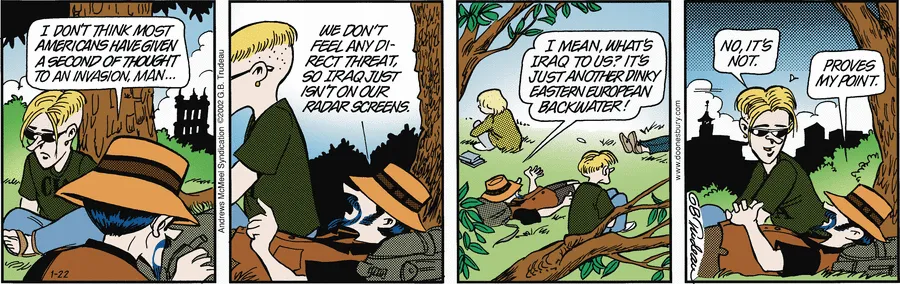 I DON'T THINK MOST
AMERICANS HAVE GIVEN
A SECOND OF THOUGHT
TO AN INVASION, MAN...
1-22
Andrews McMeel Syndication ©2002 G.B. Trudeau
WE DON'T
FEEL ANY DI-
RECT THREAT,
SO IRAQ JUST
ISN'T ON OUR
RADAR SCREENS.
I MEAN, WHAT'S
IRAQ TO US? IT'S
JUST ANOTHER DINKY
EASTERN EUROPEAN
BACKWATER!
www.doonesbury.com
NO, IT'S
NOT.
PROVES
MY POINT.
GBTrudeau